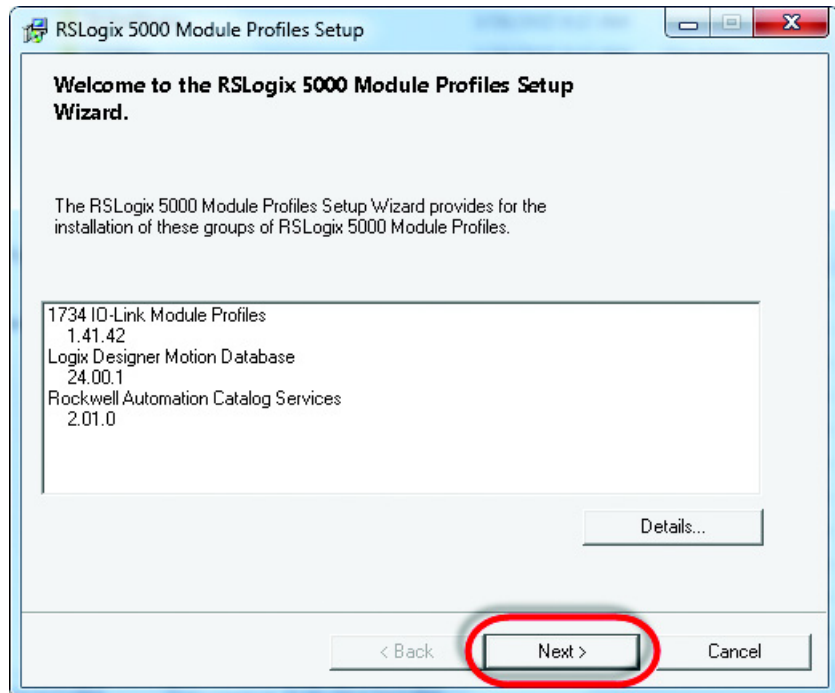 RSLogix 5000 Module Profiles Setup
Welcome to the RSLogix 5000 Module Profiles Setup
Wizard.
The RSLogix 5000 Module Profiles Setup Wizard provides for the
installation of these groups of RSLogix 5000 Module Profiles.
1734 IO-Link Module Profiles
1.41.42
Logix Designer Motion Database
24.00.1
Rockwell Automation Catalog Services
2.01.0
Details...
< Back
Next >
Cancel